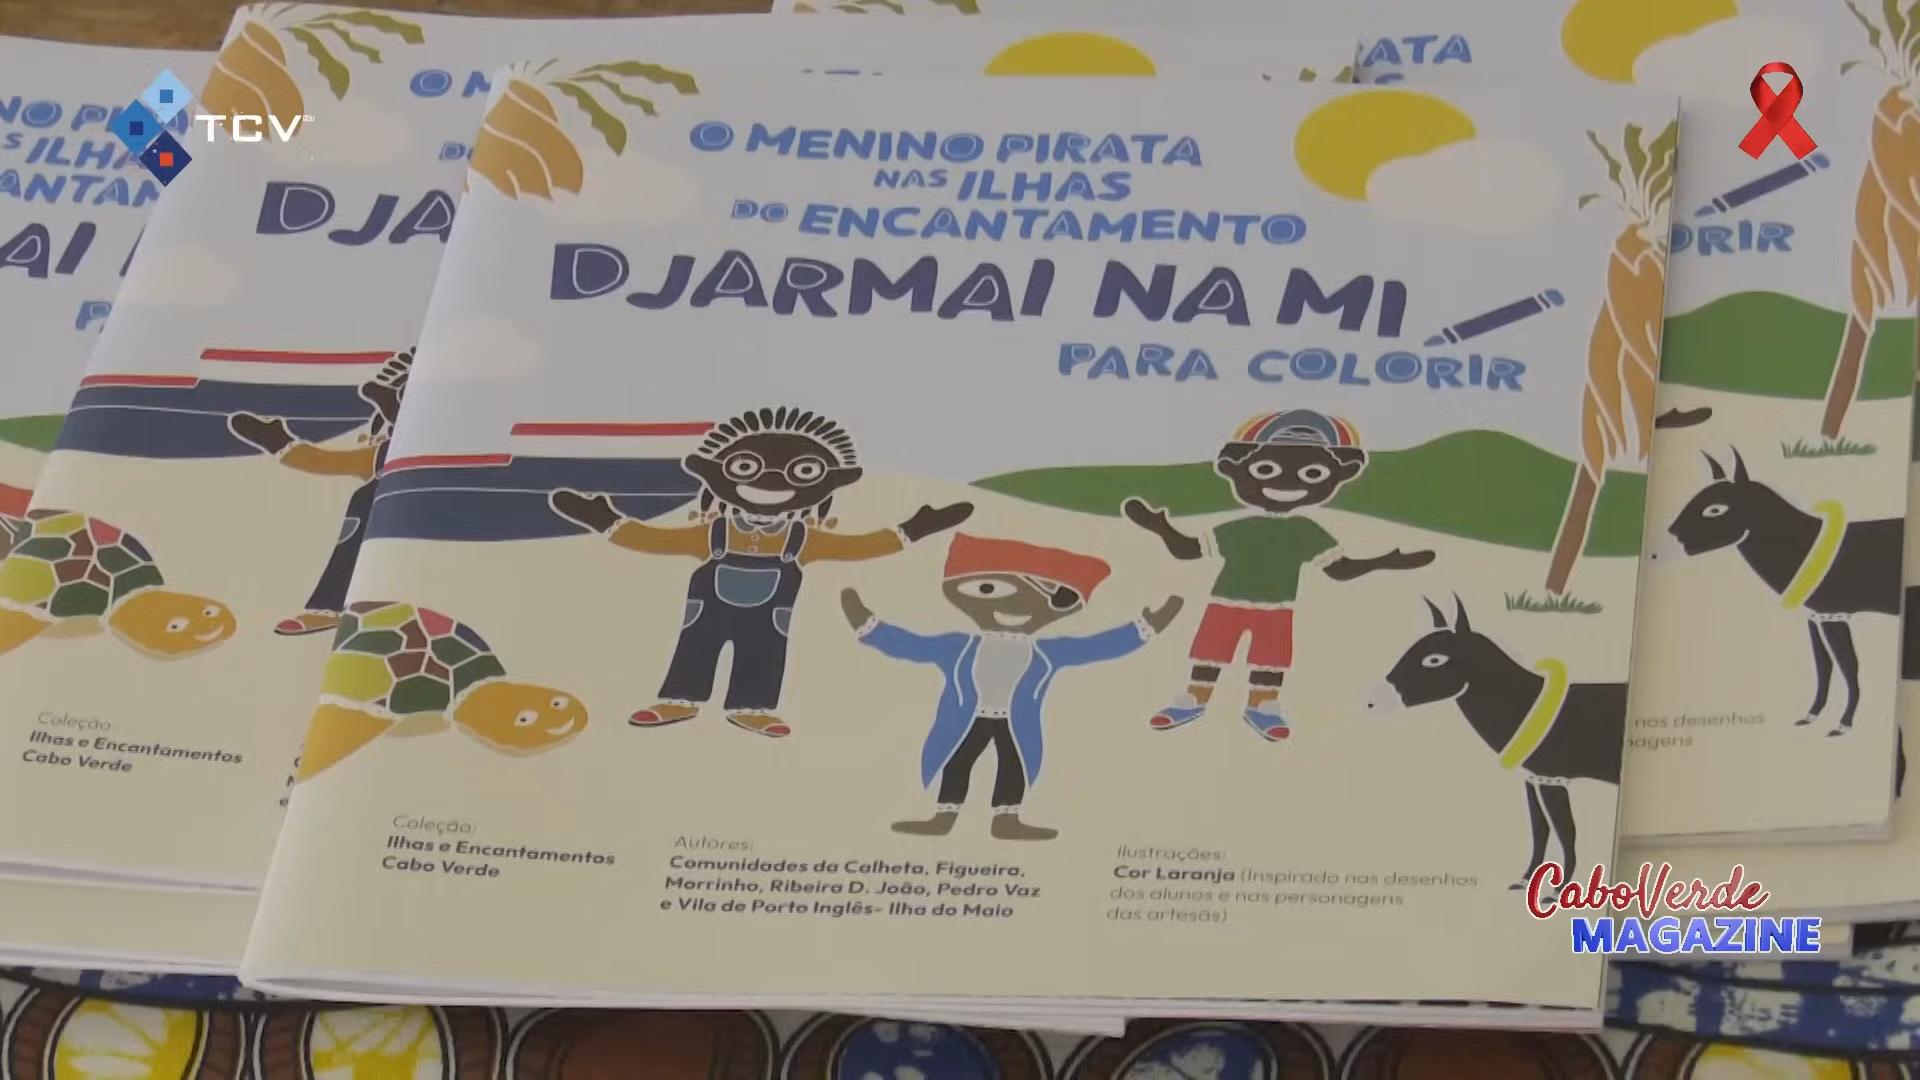 TCV
O MENINO PIRATA
NAS ILHAS
DO ENCANTAMENTO
DJARMAI NA MI
PARA COLORIR
Coleção:
Ilhas e Encantamentos
Cabo Verde
Autores:
Comunidades da Calheta, Figueira,
Morrinho, Ribeira D. João, Pedro Vaz
e Vila de Porto Inglês- Ilha do Maio
Ilustrações:
Cor Laranja (Inspirado nos desenhos
dos alunos e nas personagens
das artesãs)
Coleção:
Ilhas e Encantamentos
Cabo Verde
nos desenhos
CaboVerde
MAGAZINE